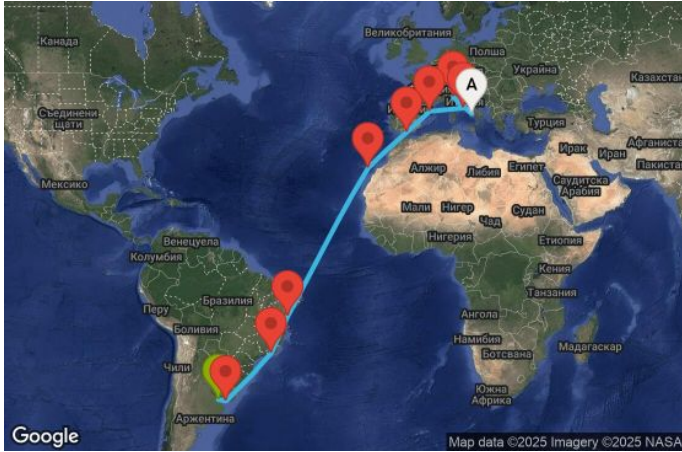 Канада
Великобритания
Полша
Украйна
Казахстан
Съединени
щати
Турция
Мексико
Алжир
Либия
Египет
Ирак
Иран
Афганистан
Пакистан
Саудитска
Арабия
Мали
Нигер
Чад
Судан
Венецуела
Колумбия
Нигерия
Етиопия
Кения
Перу
Бразилия
Танзания
Боливия
Ангола
Намибия
Ботсвана
Мадагаскар
Чили
Южна
Африка
Аржентина
A
Google
Map data ©2025 Imagery ©2025 NASA